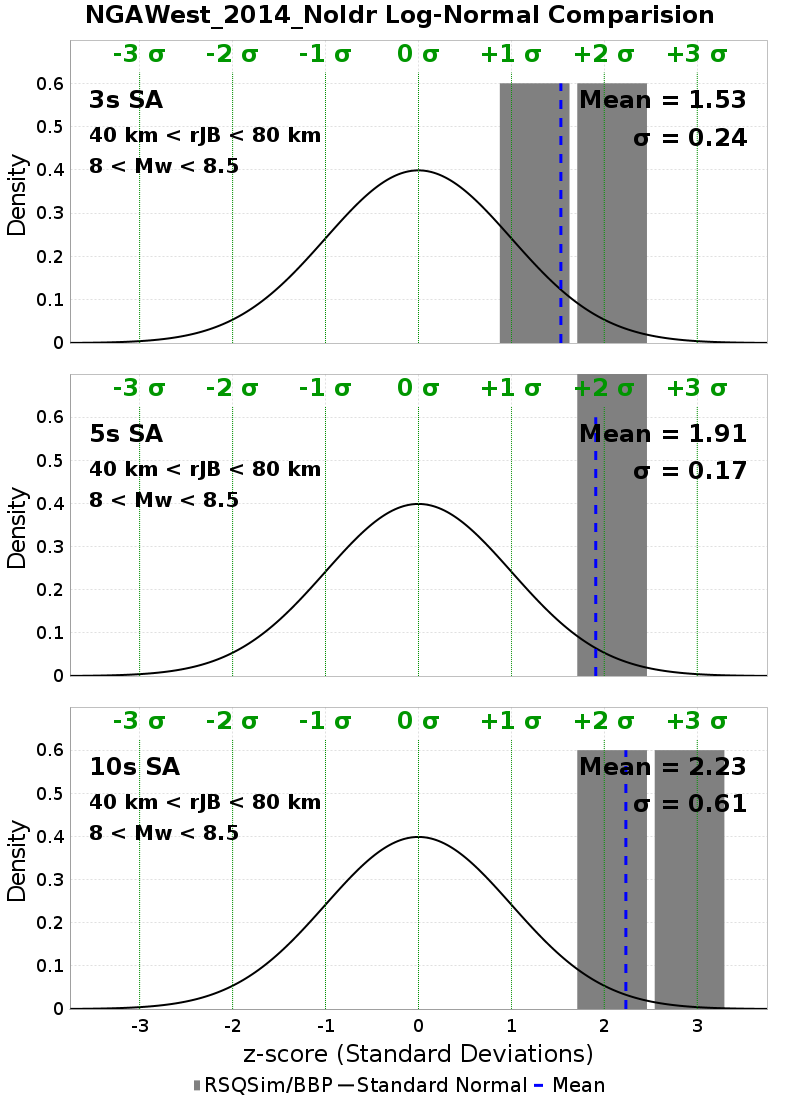 NGAWest_2014_NoIdr Log-Normal Comparision
-3 σ -2 σ -1 σ 0 σ +1 σ +2 σ +3 σ
3s SA
Mean = 1.53
40 km < rJB < 80 km
σ = 0.24
8 < Mw < 8.5
0.6
0.5
0.4
0.3
0.2
0.1
0
Density
-3 σ -2 σ -1 σ 0 σ +1 σ +2 σ +3 σ
5s SA
Mean = 1.91
40 km < rJB < 80 km
σ = 0.17
8 < Mw < 8.5
0.6
0.5
0.4
0.3
0.2
0.1
0
Density
-3 σ -2 σ -1 σ 0 σ +1 σ +2 σ +3 σ
10s SA
Mean = 2.23
40 km < rJB < 80 km
σ = 0.61
8 < Mw < 8.5
0.6
0.5
0.4
0.3
0.2
0.1
0
Density
-3 -2 -1 0 1 2 3
z-score (Standard Deviations)
RSQSim/BBP Standard Normal Mean